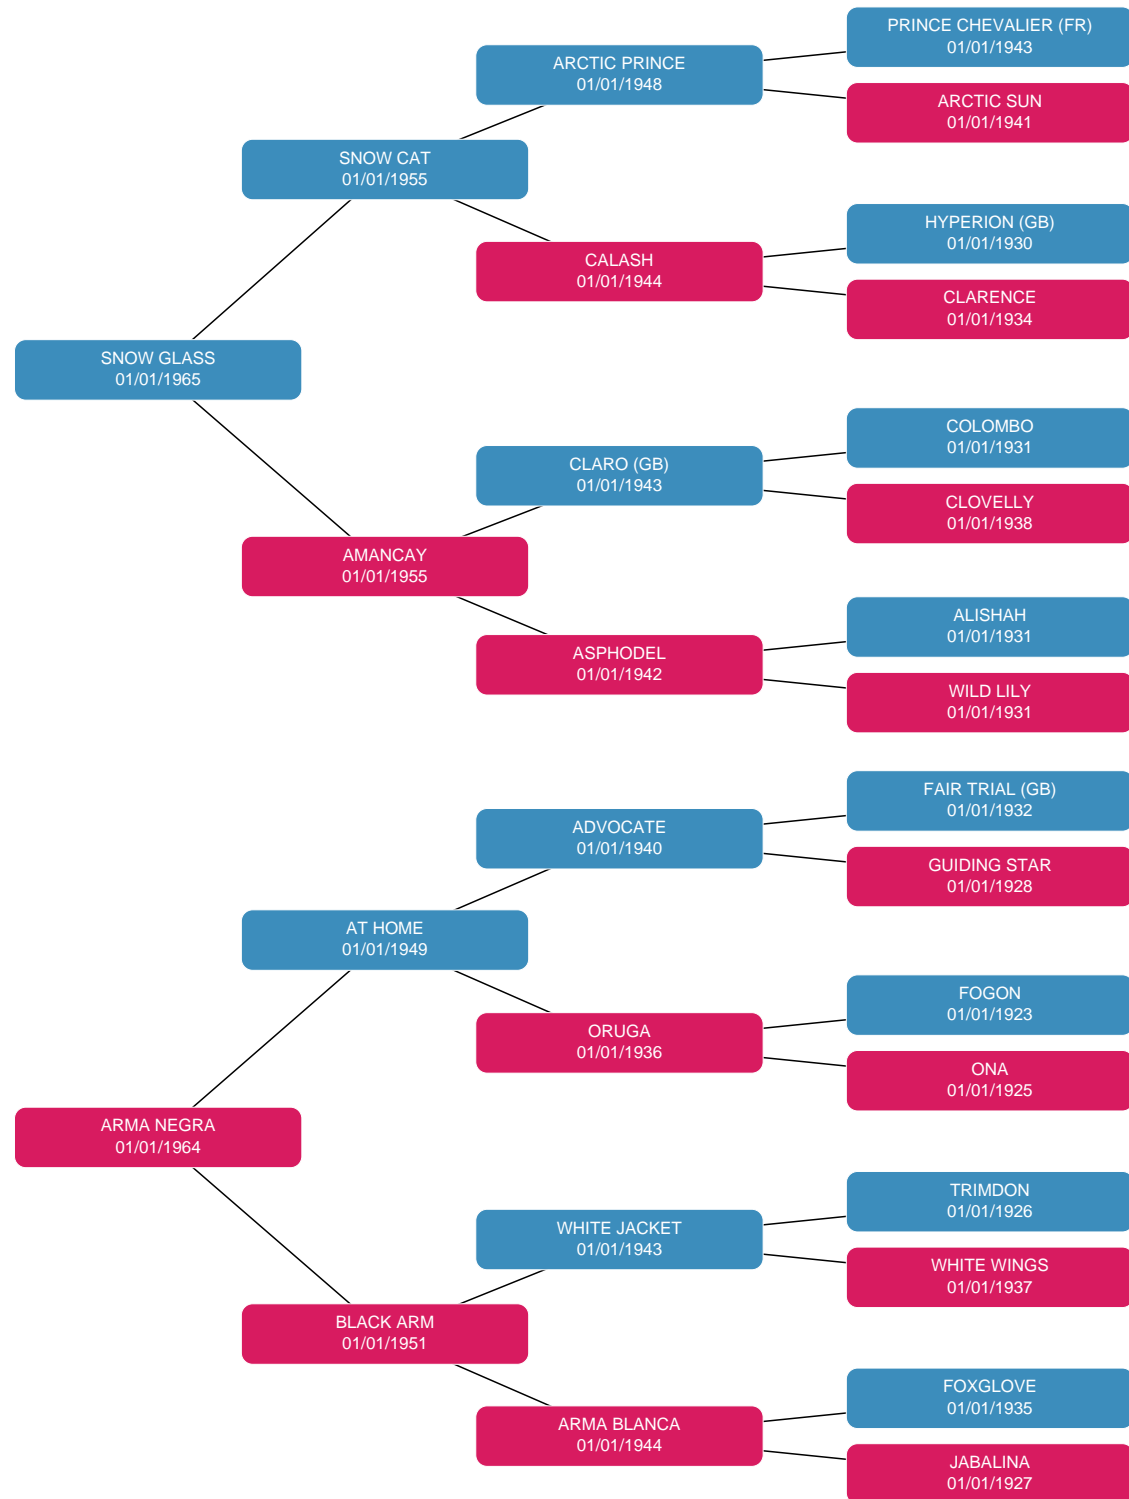 PRINCE CHEVALIER (FR)
01/01/1943
ARCTIC PRINCE
01/01/1948
ARCTIC SUN
01/01/1941
SNOW CAT
01/01/1955
HYPERION (GB)
01/01/1930
CALASH
01/01/1944
CLARENCE
01/01/1934
SNOW GLASS
01/01/1965
COLOMBO
01/01/1931
CLARO (GB)
01/01/1943
CLOVELLY
01/01/1938
AMANCAY
01/01/1955
ALISHAH
01/01/1931
ASPHODEL
01/01/1942
WILD LILY
01/01/1931
FAIR TRIAL (GB)
01/01/1932
ADVOCATE
01/01/1940
GUIDING STAR
01/01/1928
AT HOME
01/01/1949
FOGON
01/01/1923
ORUGA
01/01/1936
ONA
01/01/1925
ARMA NEGRA
01/01/1964
TRIMDON
01/01/1926
WHITE JACKET
01/01/1943
WHITE WINGS
01/01/1937
BLACK ARM
01/01/1951
FOXGLOVE
01/01/1935
ARMA BLANCA
01/01/1944
JABALINA
01/01/1927